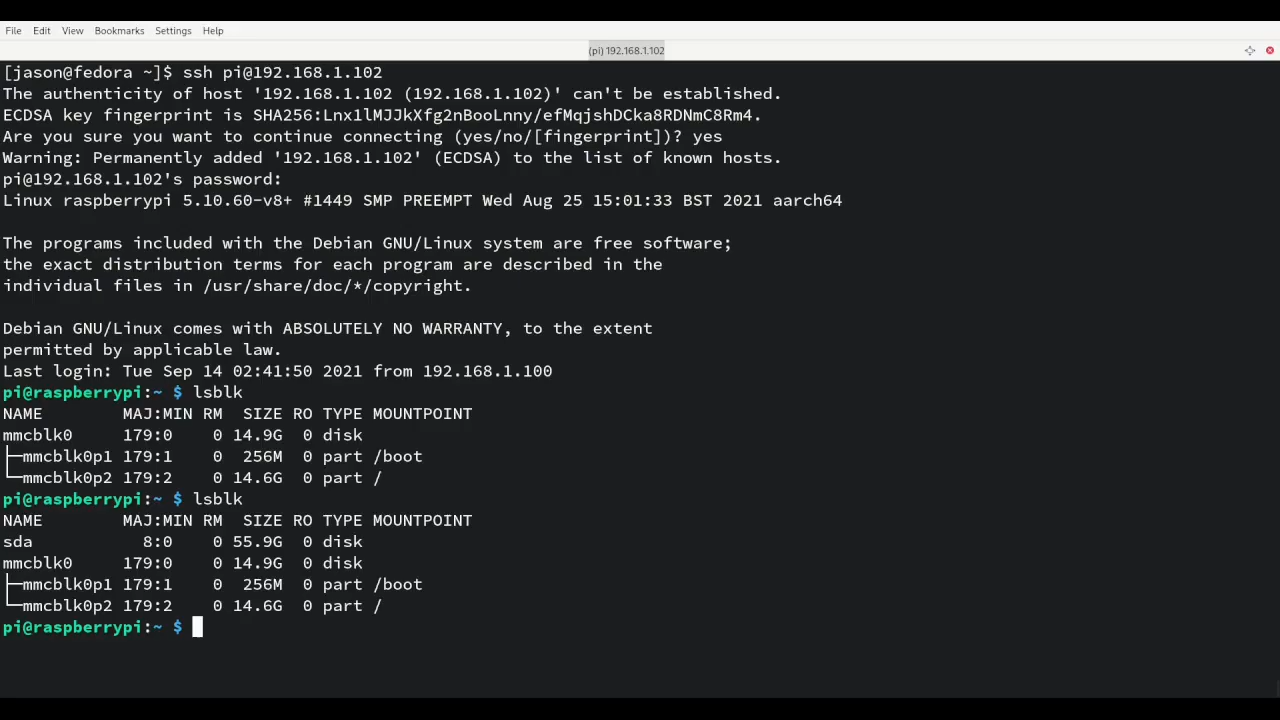 File Edit View Bookmarks Settings Help
(pi) 192.168.1.102
[jason@fedora ~]$ ssh pi@192.168.1.102
The authenticity of host '192.168.1.102 (192.168.1.102)' can't be established.
ECDSA key fingerprint is SHA256:Lnx1lMJJkXfg2nBooLnny/efMqjshDCka8RDNmC8Rm4.
Are you sure you want to continue connecting (yes/no/[fingerprint])? yes
Warning: Permanently added '192.168.1.102' (ECDSA) to the list of known hosts.
pi@192.168.1.102's password:
Linux raspberrypi 5.10.60-v8+ #1449 SMP PREEMPT Wed Aug 25 15:01:33 BST 2021 aarch64
The programs included with the Debian GNU/Linux system are free software;
the exact distribution terms for each program are described in the
individual files in /usr/share/doc/*/copyright.
Debian GNU/Linux comes with ABSOLUTELY NO WARRANTY, to the extent
permitted by applicable law.
Last login: Tue Sep 14 02:41:50 2021 from 192.168.1.100
pi@raspberrypi:~ $ lsblk
NAME        MAJ:MIN RM  SIZE RO TYPE MOUNTPOINT
mmcblk0     179:0    0 14.9G  0 disk
├─mmcblk0p1 179:1    0  256M  0 part /boot
└─mmcblk0p2 179:2    0 14.6G  0 part /
pi@raspberrypi:~ $ lsblk
NAME        MAJ:MIN RM  SIZE RO TYPE MOUNTPOINT
sda           8:0    0 55.9G  0 disk
mmcblk0     179:0    0 14.9G  0 disk
├─mmcblk0p1 179:1    0  256M  0 part /boot
└─mmcblk0p2 179:2    0 14.6G  0 part /
pi@raspberrypi:~ $